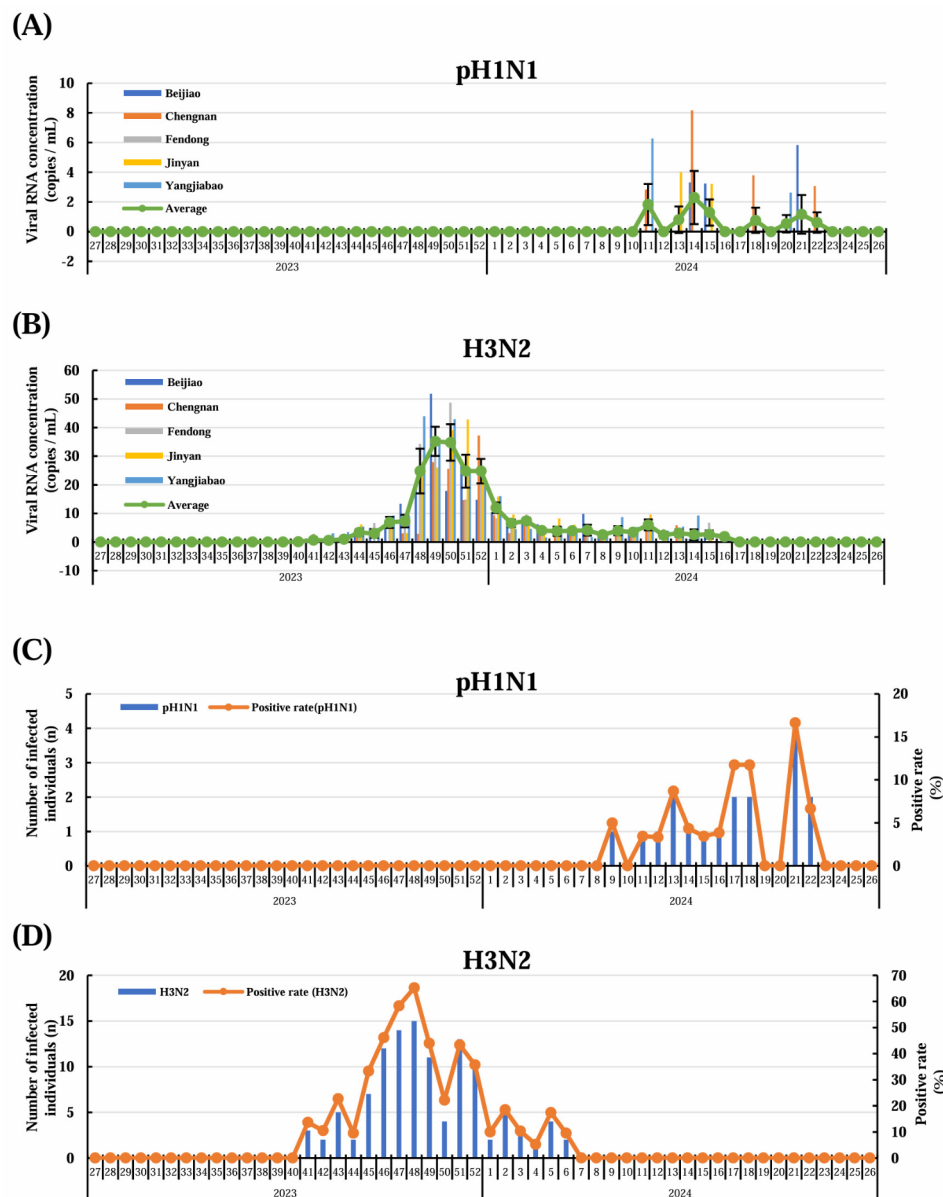 (A)
pH1N1
Viral RNA concentration
(copies / mL)
10
8
6
4
2
0
-2
Beijiao
Chengnan
Fendong
Jinyan
Yangjiabao
Average
27 28 29 30 31 32 33 34 35 36 37 38 39 40 41 42 43 44 45 46 47 48 49 50 51 52 1 2 3 4 5 6 7 8 9 10 11 12 13 14 15 16 17 18 19 20 21 22 23 24 25 26
2023 2024
(B)
H3N2
Viral RNA concentration
(copies / mL)
60
50
40
30
20
10
0
-10
Beijiao
Chengnan
Fendong
Jinyan
Yangjiabao
Average
27 28 29 30 31 32 33 34 35 36 37 38 39 40 41 42 43 44 45 46 47 48 49 50 51 52 1 2 3 4 5 6 7 8 9 10 11 12 13 14 15 16 17 18 19 20 21 22 23 24 25 26
2023 2024
(C)
pH1N1
Number of infected
individuals (n)
5
4
3
2
1
0
pH1N1 Positive rate(pH1N1)
20
15
10
5
0
Positive rate
(%)
27 28 29 30 31 32 33 34 35 36 37 38 39 40 41 42 43 44 45 46 47 48 49 50 51 52 1 2 3 4 5 6 7 8 9 10 11 12 13 14 15 16 17 18 19 20 21 22 23 24 25 26
2023 2024
(D)
H3N2
Number of infected
individuals (n)
20
15
10
5
0
H3N2 Positive rate (H3N2)
70
60
50
40
30
20
10
0
Positive rate
(%)
27 28 29 30 31 32 33 34 35 36 37 38 39 40 41 42 43 44 45 46 47 48 49 50 51 52 1 2 3 4 5 6 7 8 9 10 11 12 13 14 15 16 17 18 19 20 21 22 23 24 25 26
2023 2024